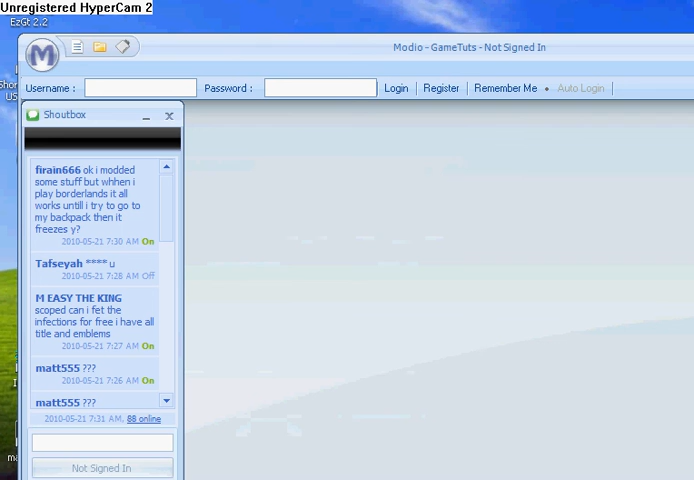 Unregistered HyperCam 2
EzGt 2.2
M
Modio - GameTuts - Not Signed In
Shor
US
Username :
Password :
Login
Register
Remember Me
Auto Login
Shoutbox
firain666 ok i modded
some stuff but whhen i
play borderlands it all
works untill i try to go to
my backpack then it
freezes y?
2010-05-21 7:30 AM On
Tafseyah **** u
2010-05-21 7:28 AM Off
M EASY THE KING
scoped can i fet the
infections for free i have all
title and emblems
2010-05-21 7:27 AM On
matt555 ???
2010-05-21 7:26 AM On
matt555 ???
2010-05-21 7:31 AM, 88 online
Not Signed In